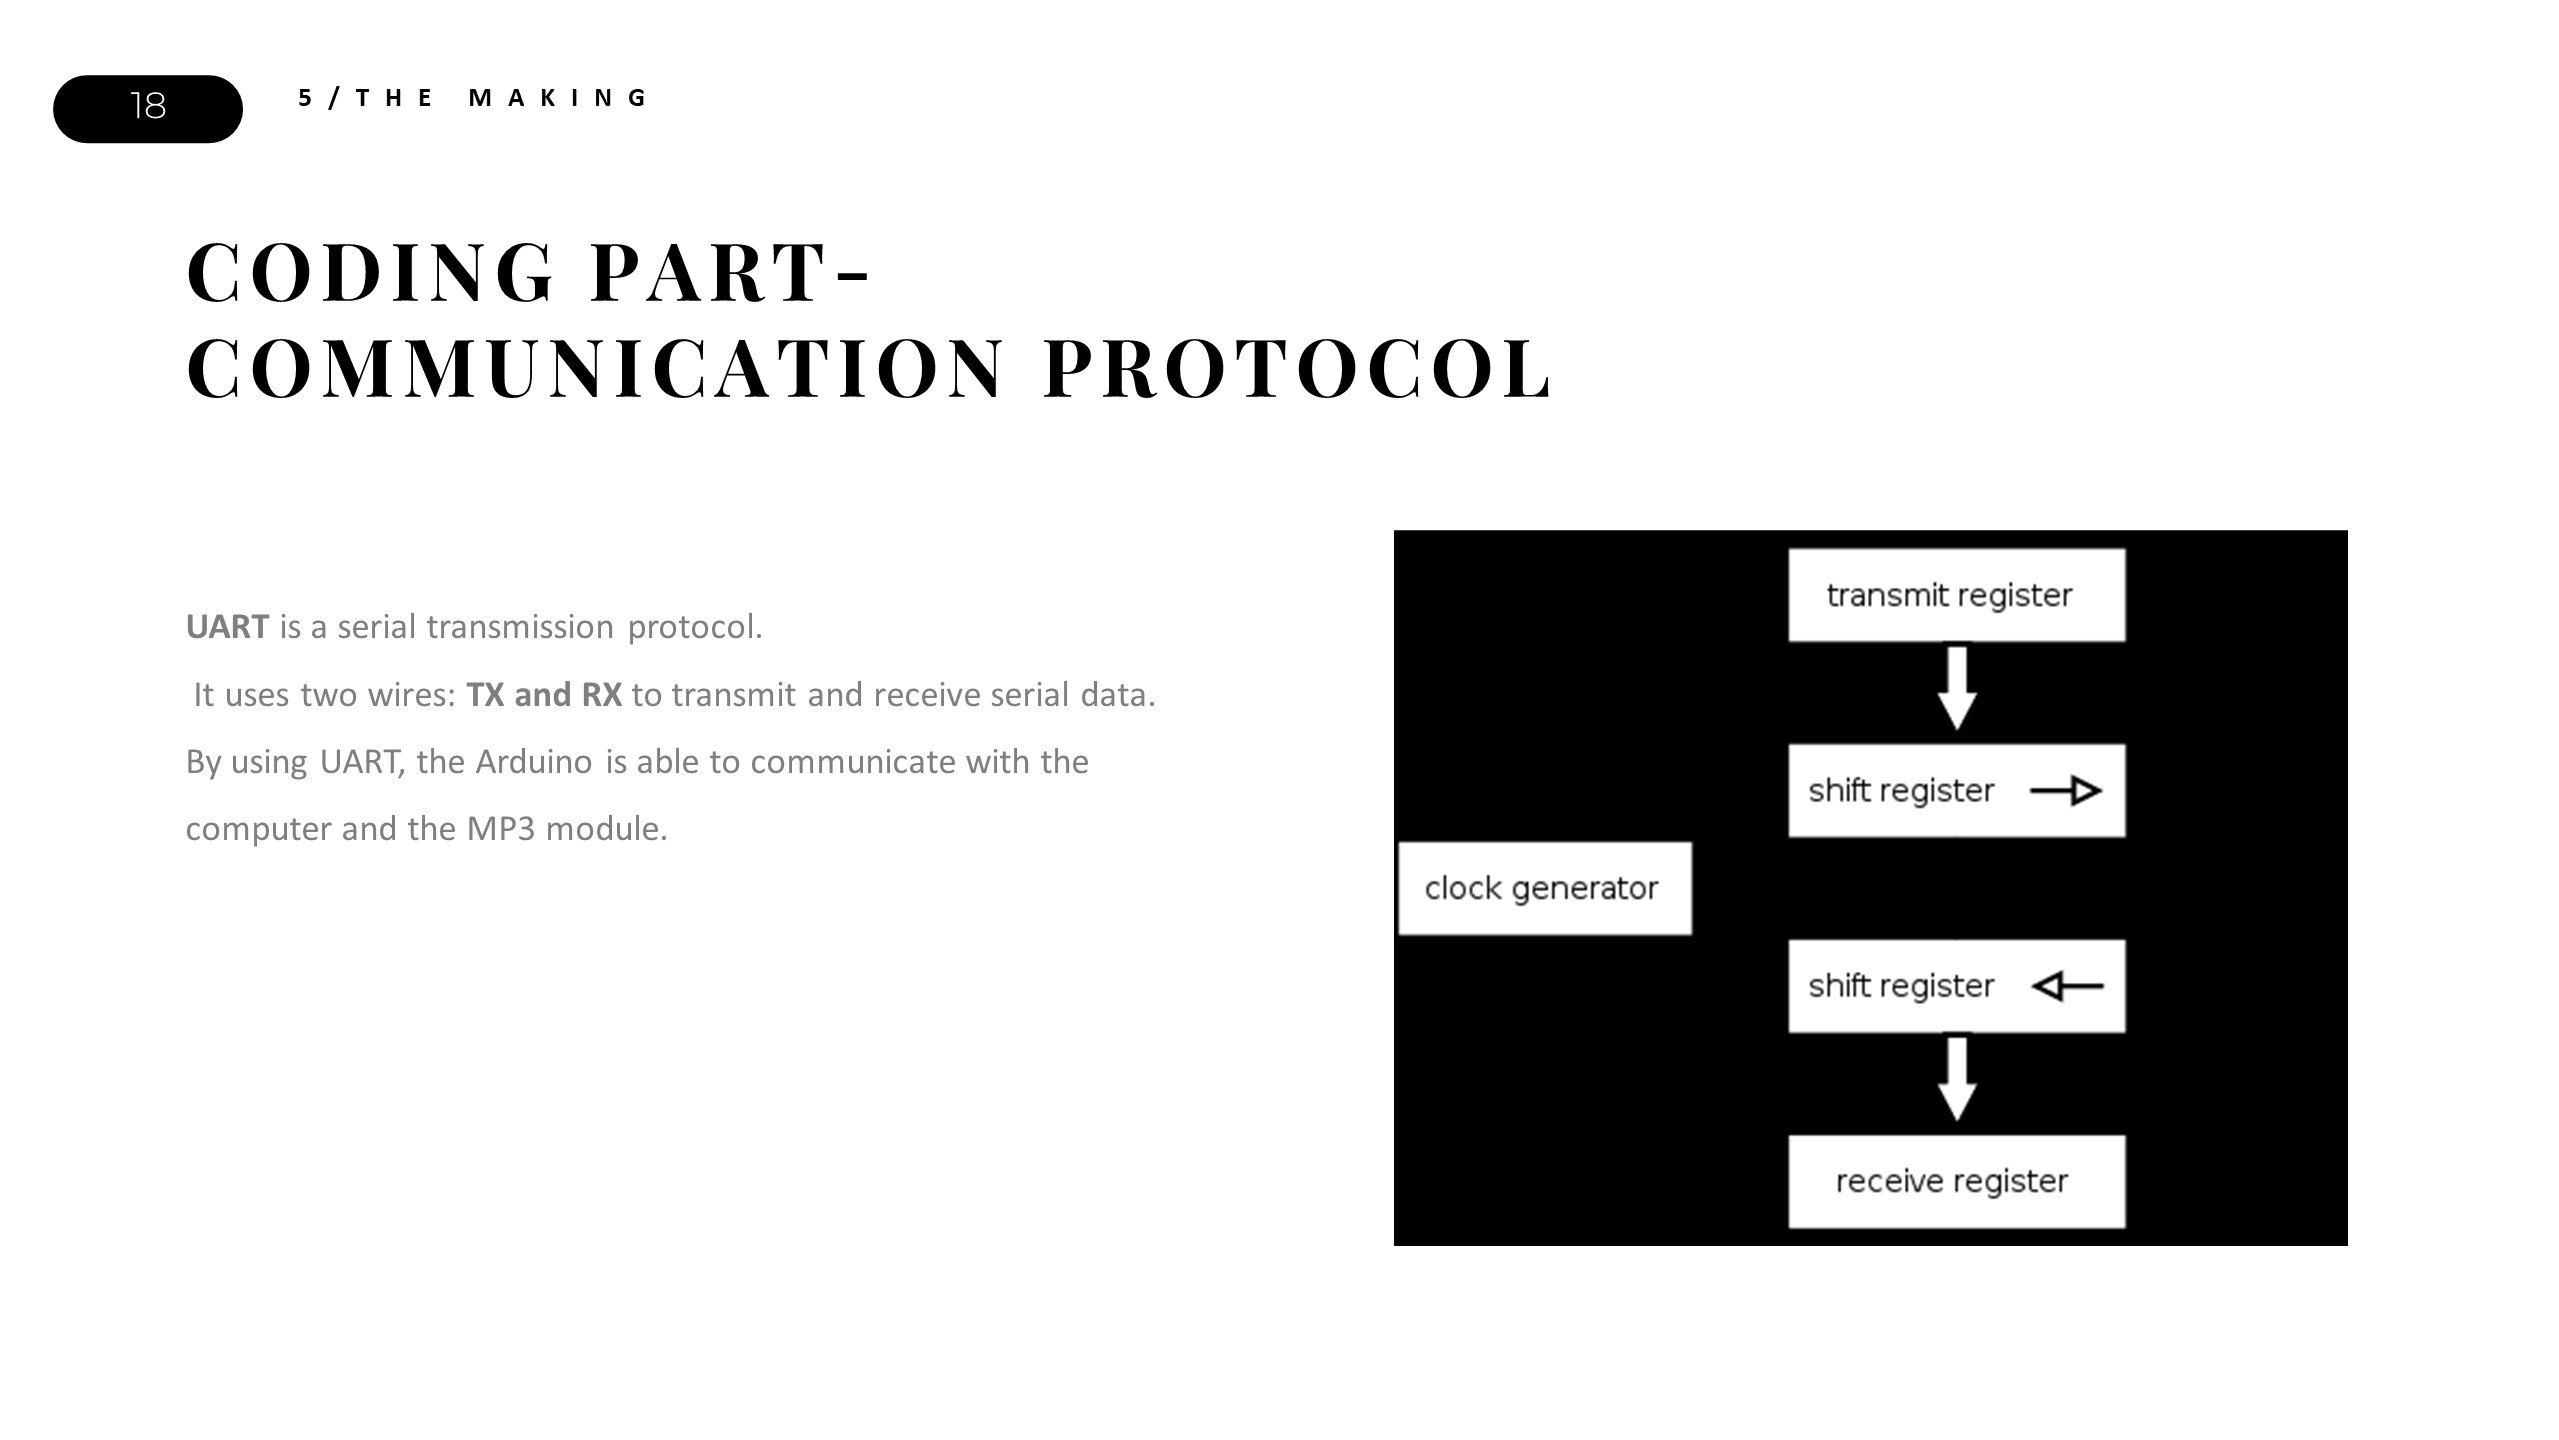 18
5/THE MAKING
CODING PART-
COMMUNICATION PROTOCOL
UART is a serial transmission protocol.
It uses two wires: TX and RX to transmit and receive serial data.
By using UART, the Arduino is able to communicate with the
computer and the MP3 module.
transmit register
shift register
clock generator
shift register
receive register